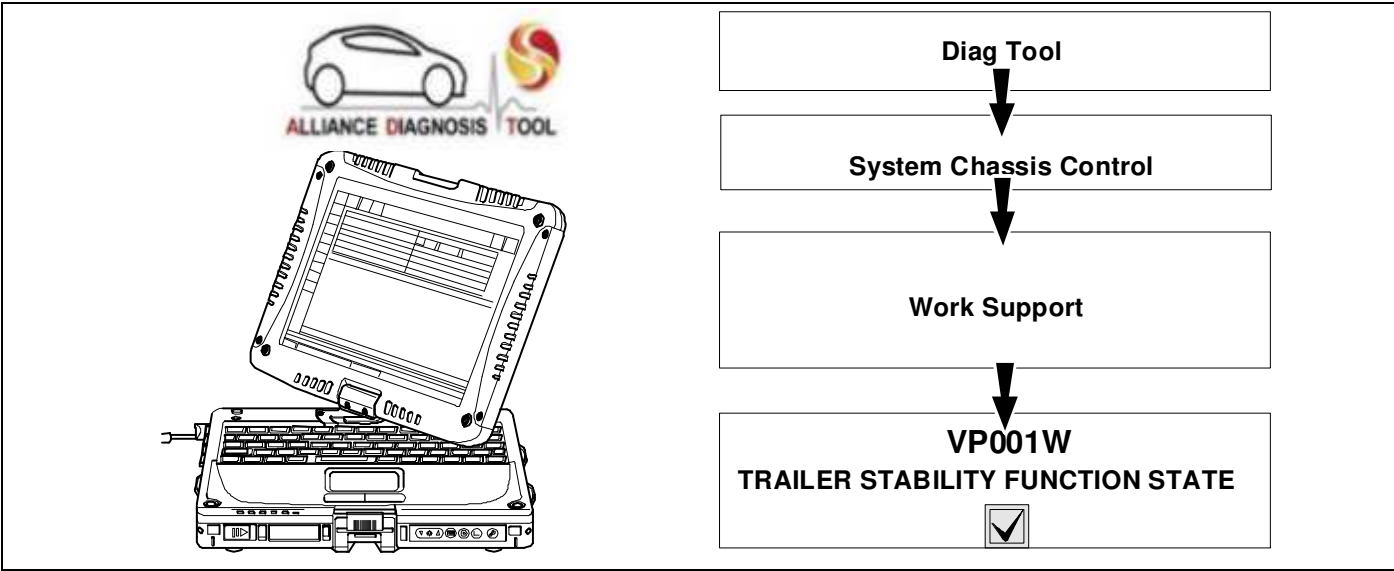 ALLIANCE DIAGNOSIS TOOL
Diag Tool
System Chassis Control
Work Support
VP001W
TRAILER STABILITY FUNCTION STATE